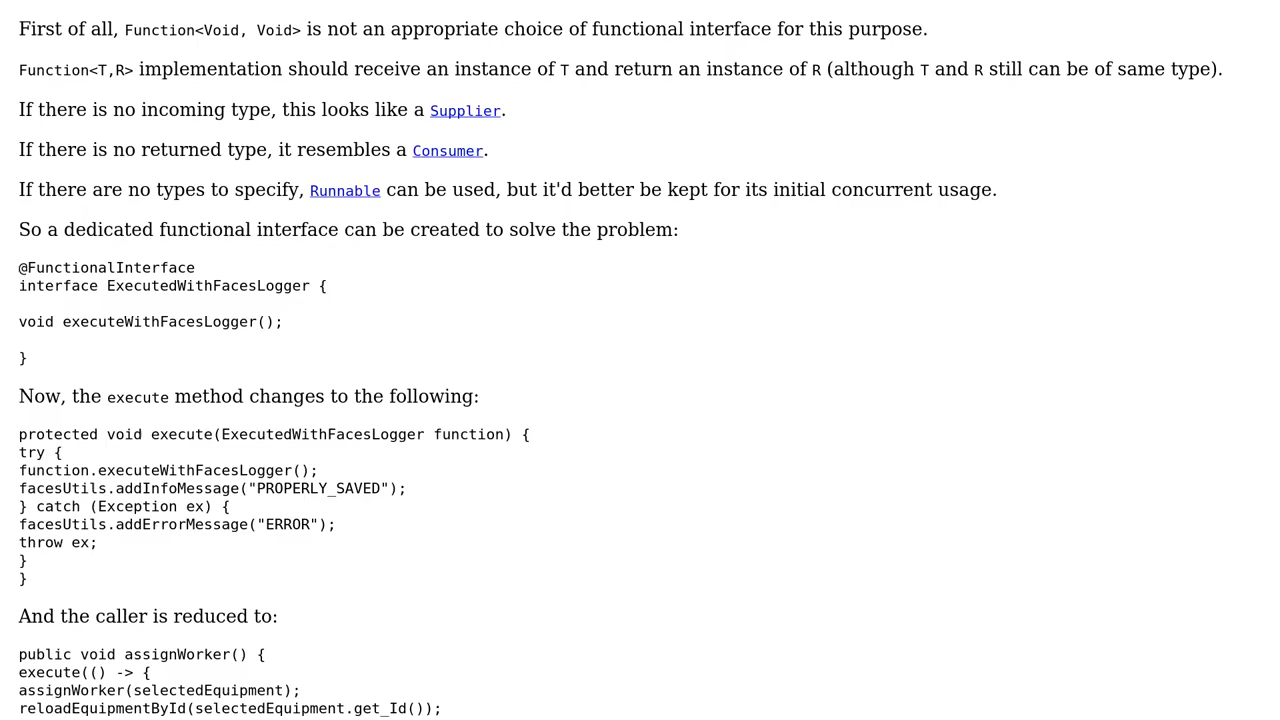 First of all, Function<Void, Void> is not an appropriate choice of functional interface for this purpose.
Function<T,R> implementation should receive an instance of T and return an instance of R (although T and R still can be of same type).
If there is no incoming type, this looks like a Supplier.
If there is no returned type, it resembles a Consumer.
If there are no types to specify, Runnable can be used, but it'd better be kept for its initial concurrent usage.
So a dedicated functional interface can be created to solve the problem:
@FunctionalInterface
interface ExecutedWithFacesLogger {
void executeWithFacesLogger();
}
Now, the execute method changes to the following:
protected void execute(ExecutedWithFacesLogger function) {
try {
function.executeWithFacesLogger();
facesUtils.addInfoMessage("PROPERLY_SAVED");
} catch (Exception ex) {
facesUtils.addErrorMessage("ERROR");
throw ex;
}
}
And the caller is reduced to:
public void assignWorker() {
execute(() -> {
assignWorker(selectedEquipment);
reloadEquipmentById(selectedEquipment.get_Id());